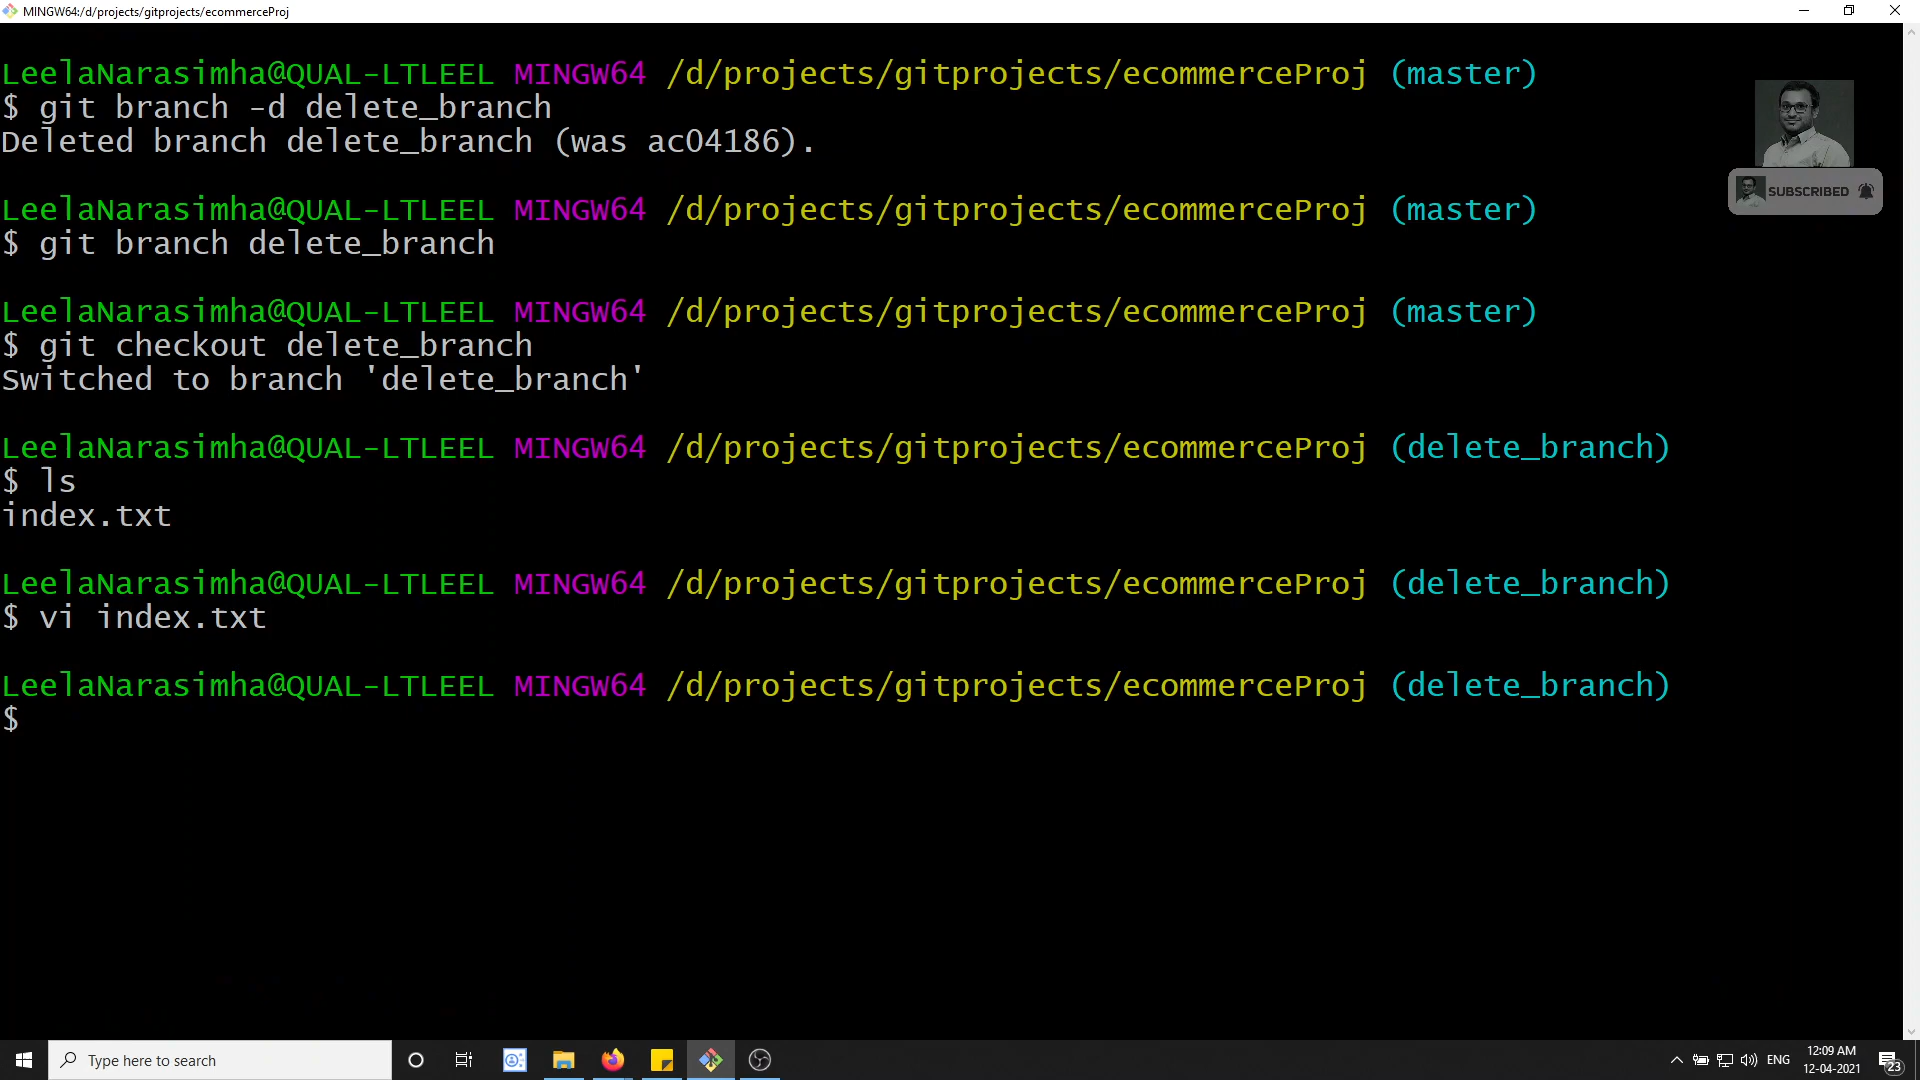 MINGW64:/d/projects/gitprojects/ecommerceProj
LeelaNarasimha@QUAL-LTLEEL MINGW64 /d/projects/gitprojects/ecommerceProj (master)
$ git branch -d delete_branch
Deleted branch delete_branch (was ac04186).
LeelaNarasimha@QUAL-LTLEEL MINGW64 /d/projects/gitprojects/ecommerceProj (master)
$ git branch delete_branch
LeelaNarasimha@QUAL-LTLEEL MINGW64 /d/projects/gitprojects/ecommerceProj (master)
$ git checkout delete_branch
Switched to branch 'delete_branch'
LeelaNarasimha@QUAL-LTLEEL MINGW64 /d/projects/gitprojects/ecommerceProj (delete_branch)
$ ls
index.txt
LeelaNarasimha@QUAL-LTLEEL MINGW64 /d/projects/gitprojects/ecommerceProj (delete_branch)
$ vi index.txt
LeelaNarasimha@QUAL-LTLEEL MINGW64 /d/projects/gitprojects/ecommerceProj (delete_branch)
$
SUBSCRIBED
Type here to search
ENG
12:09 AM
12-04-2021
23